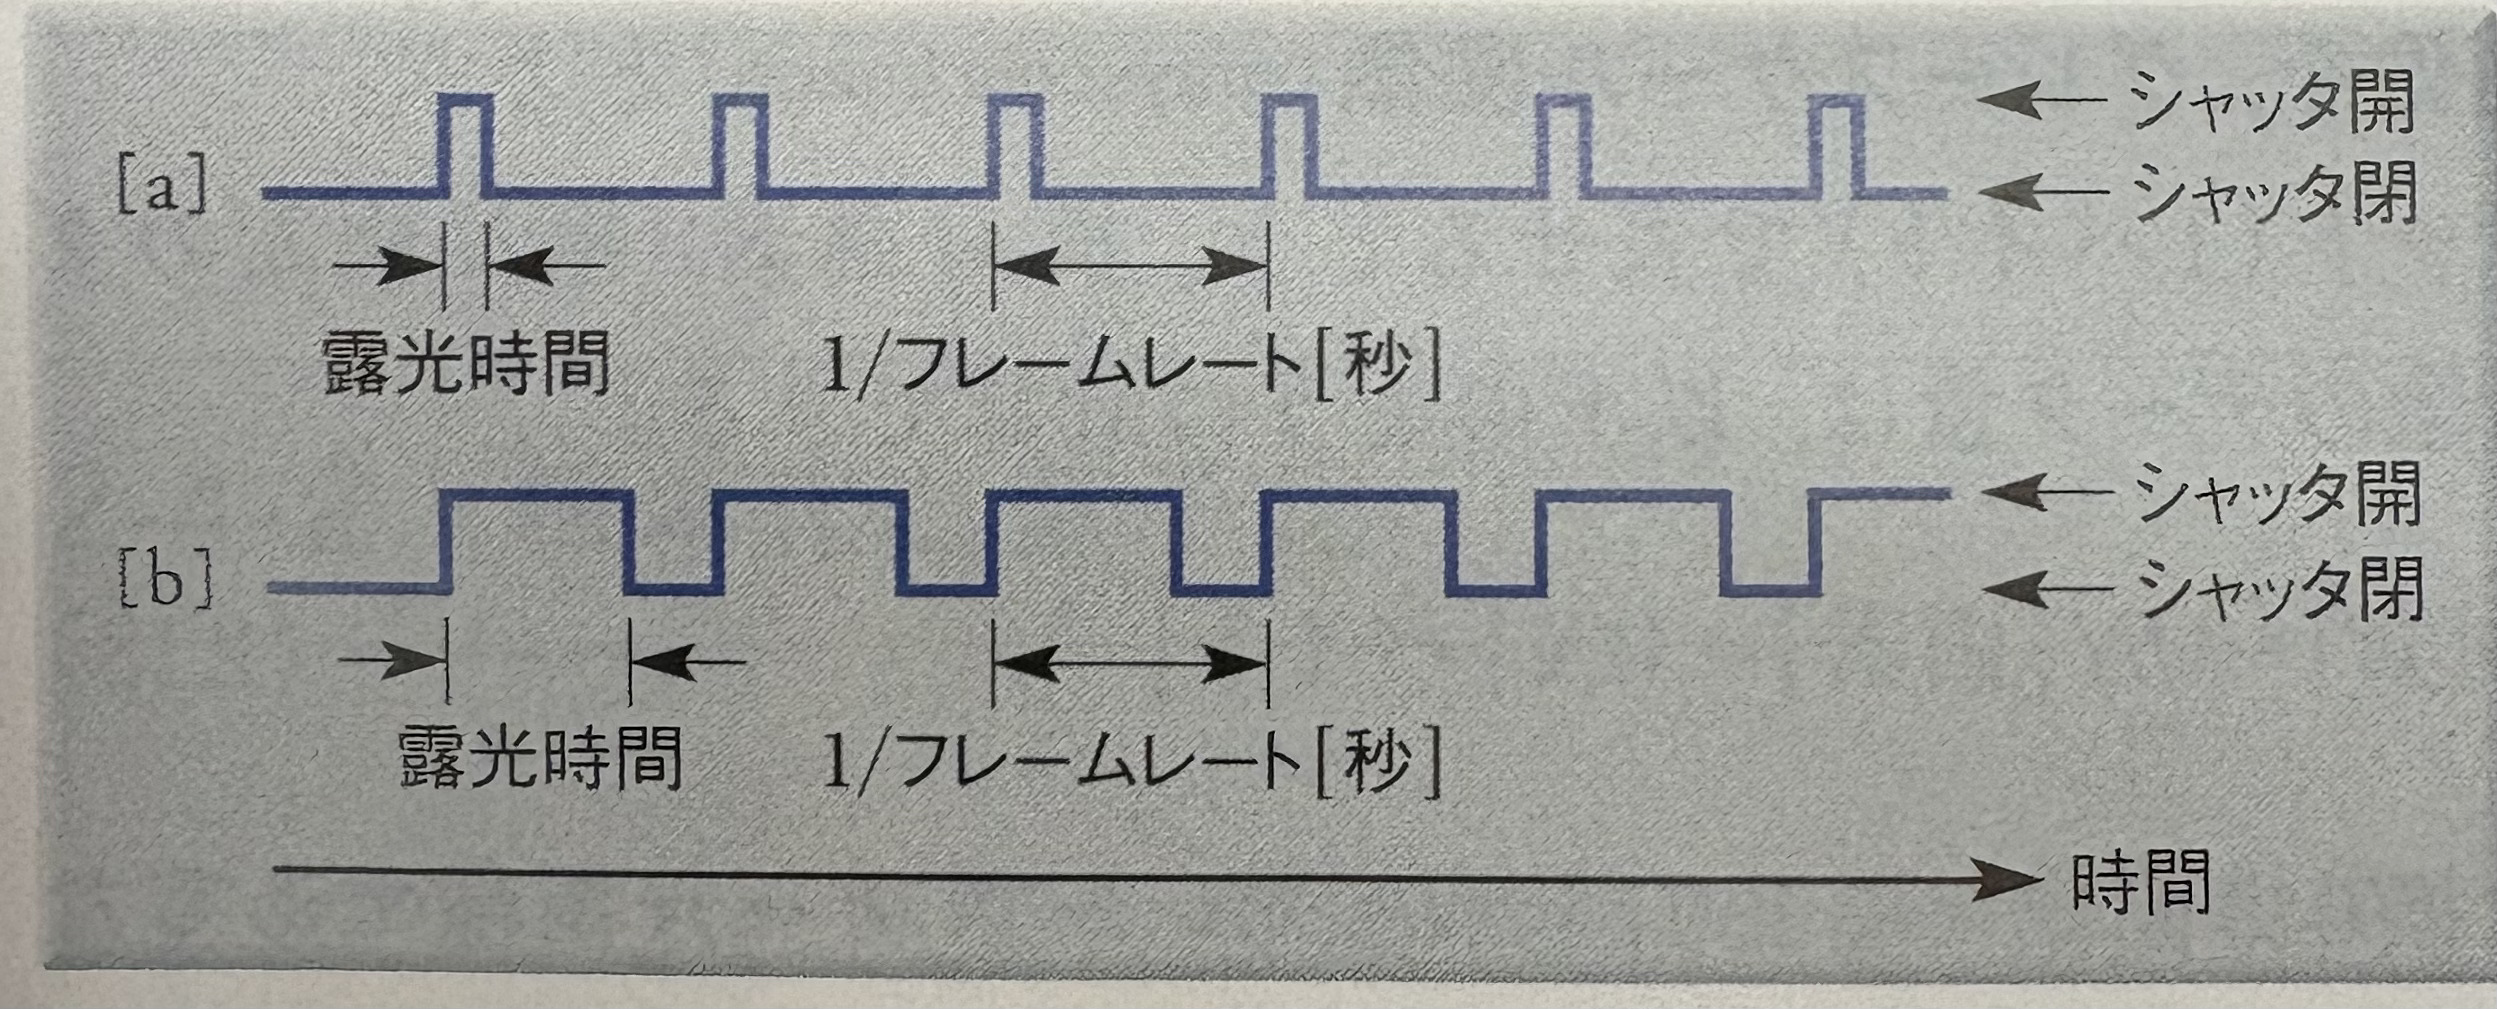 シャッタ開
[a]
シャッタ閉
露光時間
1/フレームレート[秒]
シャッタ開
[b]
シャッタ閉
露光時間
1/フレームレート[秒]
時間